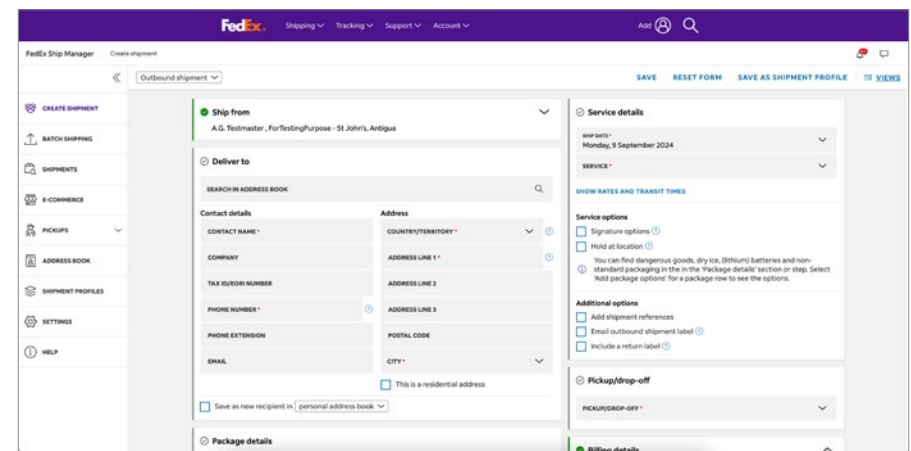 FedEx. Shipping Tracking Support Account Add
FedEx Ship Manager Create shipment
Outbound shipment SAVE RESET FORM SAVE AS SHIPMENT PROFILE VIEWS
CREATE SHIPMENT
BATCH SHIPPING
SHIPMENTS
E-COMMERCE
PICKUPS
ADDRESS BOOK
SHIPMENT PROFILES
SETTINGS
HELP
Ship from
A.G. Testmaster , ForTestingPurpose - St John's, Antigua
Deliver to
SEARCH IN ADDRESS BOOK
Contact details
CONTACT NAME *
COMPANY
TAX ID/EORI NUMBER
PHONE NUMBER *
PHONE EXTENSION
EMAIL
Address
COUNTRY/TERRITORY *
ADDRESS LINE 1 *
ADDRESS LINE 2
ADDRESS LINE 3
POSTAL CODE
CITY *
This is a residential address
Save as new recipient in personal address book
Package details
Service details
SHIP DATE *
Monday, 9 September 2024
SERVICE *
SHOW RATES AND TRANSIT TIMES
Service options
Signature options
Hold at location
You can find dangerous goods, dry ice, (lithium) batteries and non-
standard packaging in the in the 'Package
details' section or step. Select
'Add package options' for a package row to see the options.
Additional options
Add shipment references
Email outbound shipment label
Include a return label
Pickup/drop-off
PICKUP/DROP-OFF *
Billing details